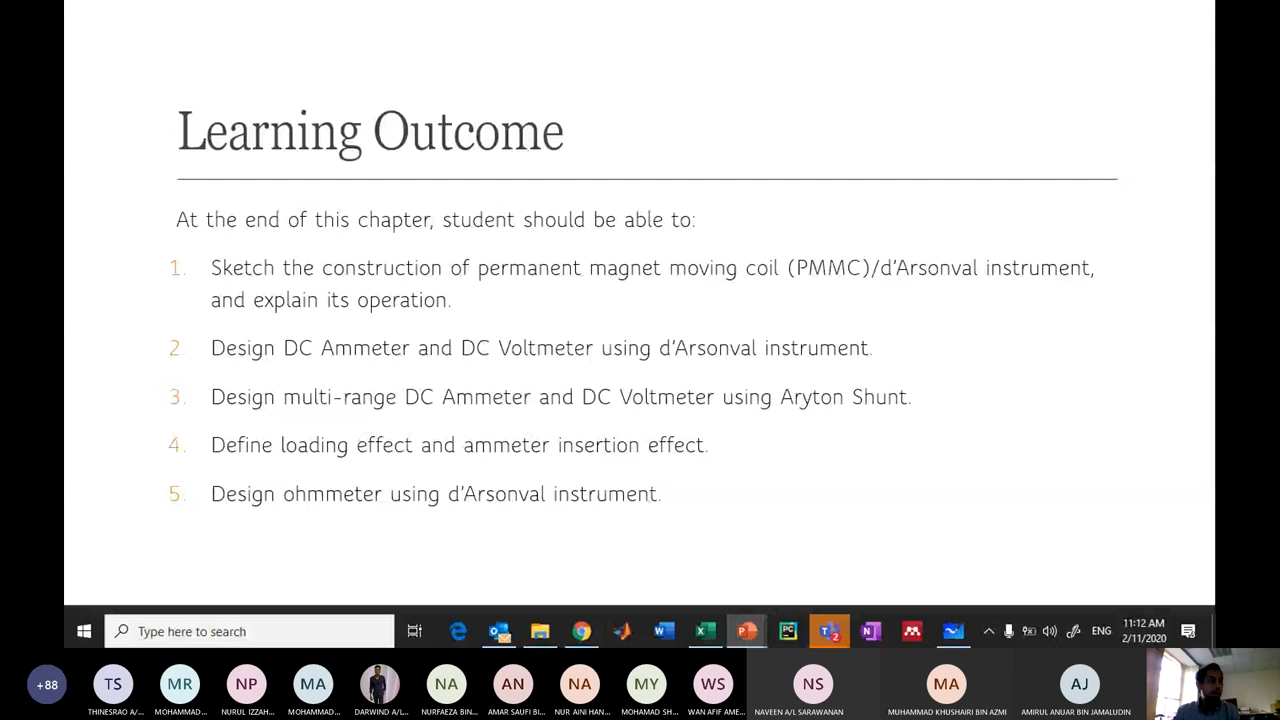 Learning Outcome
At the end of this chapter, student should be able to:
1. Sketch the construction of permanent magnet moving coil (PMMC)/d'Arsonval instrument,
and explain its operation.
2. Design DC Ammeter and DC Voltmeter using d'Arsonval instrument.
3. Design multi-range DC Ammeter and DC Voltmeter using Aryton Shunt.
4. Define loading effect and ammeter insertion effect.
5. Design ohmmeter using d'Arsonval instrument.
Type here to search
ENG
11:12 AM
2/11/2020
+88
TS
MR
NP
MA
NA
AN
NA
MY
WS
NS
MA
AJ
THINESRAO A/...
MOHAMMAD...
NURUL IZZAH...
MOHAMMAD...
DARWIND A/L...
NURFAEZA BIN...
AMAR SAUFI BI...
NUR AINI HAN...
MOHAMAD SH...
WAN AFIF AME...
NAVEEN A/L SARAWANAN
MUHAMMAD KHUSHAIRI BIN AZMI
AMIRUL ANUAR BIN JAMALUDIN